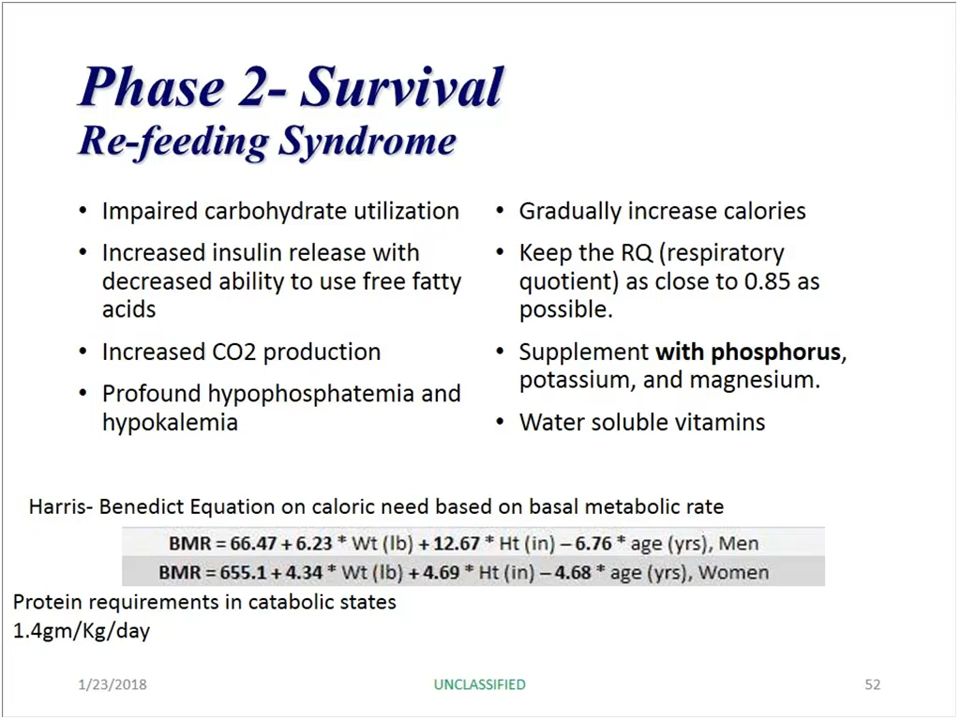 Phase 2- Survival
Re-feeding Syndrome
• Impaired carbohydrate utilization
• Increased insulin release with
decreased ability to use free fatty
acids
• Increased CO2 production
• Profound hypophosphatemia and
hypokalemia
• Gradually increase calories
• Keep the RQ (respiratory
quotient) as close to 0.85 as
possible.
• Supplement with phosphorus,
potassium, and magnesium.
• Water soluble vitamins
Harris- Benedict Equation on caloric need based on basal metabolic rate
BMR = 66.47 + 6.23 * Wt (lb) + 12.67 * Ht (in) – 6.76 * age (yrs), Men
BMR = 655.1 + 4.34 * Wt (lb) + 4.69 * Ht (in) – 4.68 * age (yrs), Women
Protein requirements in catabolic states
1.4gm/Kg/day
1/23/2018
UNCLASSIFIED
52